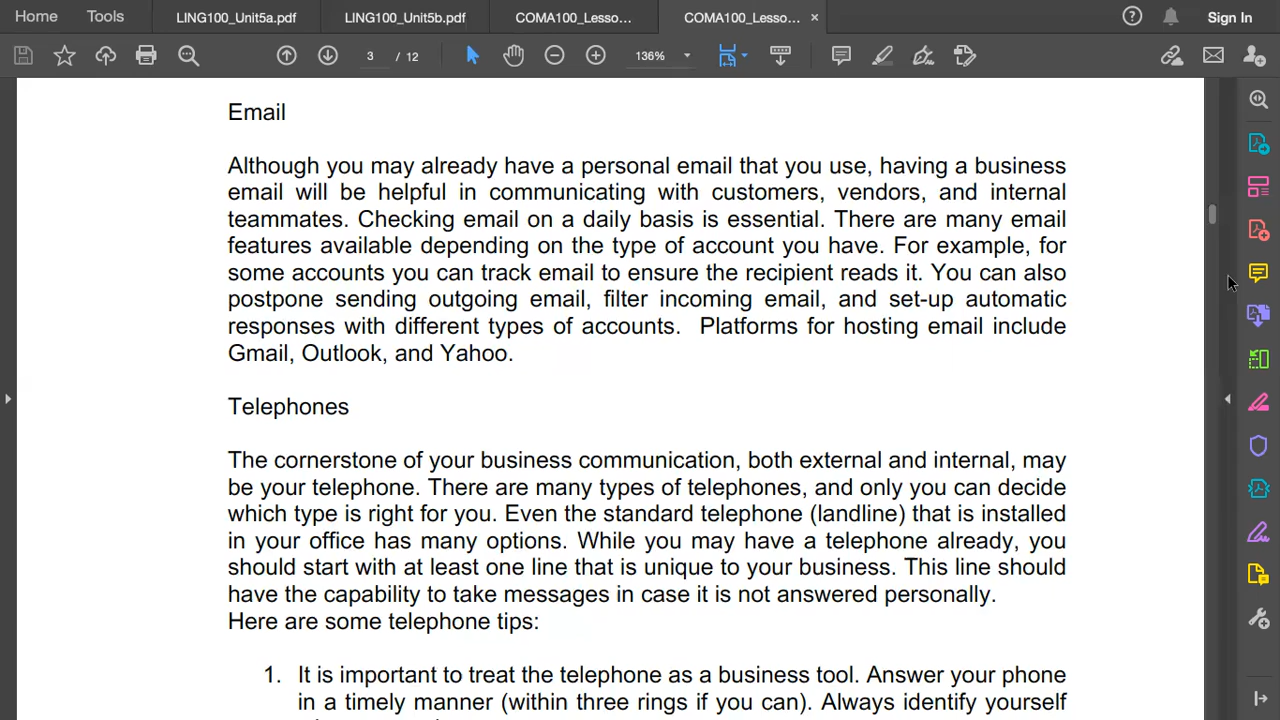 Home Tools LING100_Unit5a.pdf LING100_Unit5b.pdf COMA100_Lesso... COMA100_Lesso... × Sign In
3 / 12 136%
Email
Although you may already have a personal email that you use, having a business
email will be helpful in communicating with customers, vendors, and internal
teammates. Checking email on a daily basis is essential. There are many email
features available depending on the type of account you have. For example, for
some accounts you can track email to ensure the recipient reads it. You can also
postpone sending outgoing email, filter incoming email, and set-up automatic
responses with different types of accounts.  Platforms for hosting email include
Gmail, Outlook, and Yahoo.
Telephones
The cornerstone of your business communication, both external and internal, may
be your telephone. There are many types of telephones, and only you can decide
which type is right for you. Even the standard telephone (landline) that is installed
in your office has many options. While you may have a telephone already, you
should start with at least one line that is unique to your business. This line should
have the capability to take messages in case it is not answered personally.
Here are some telephone tips:
1. It is important to treat the telephone as a business tool. Answer your phone
in a timely manner (within three rings if you can). Always identify yourself